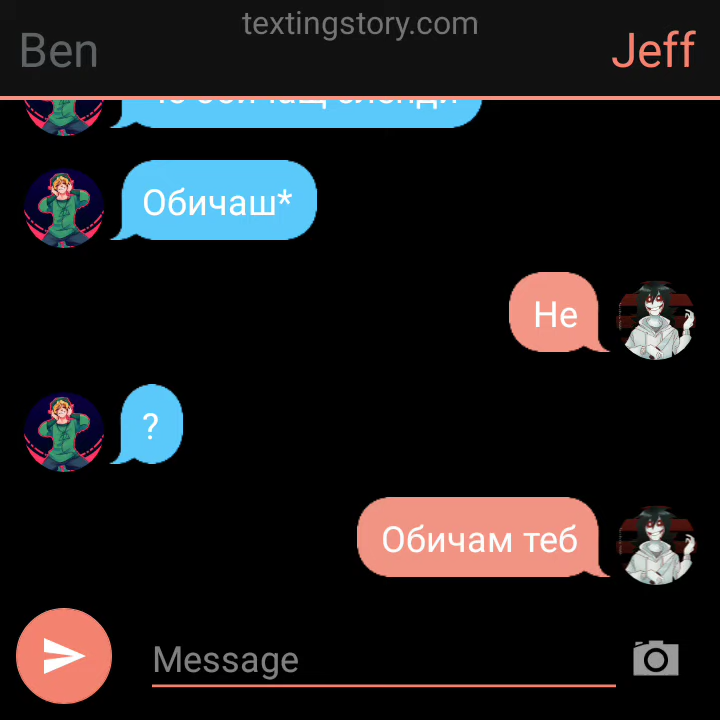 textingstory.com
Ben
Jeff
Обичаш*
Не
?
Обичам теб
Message